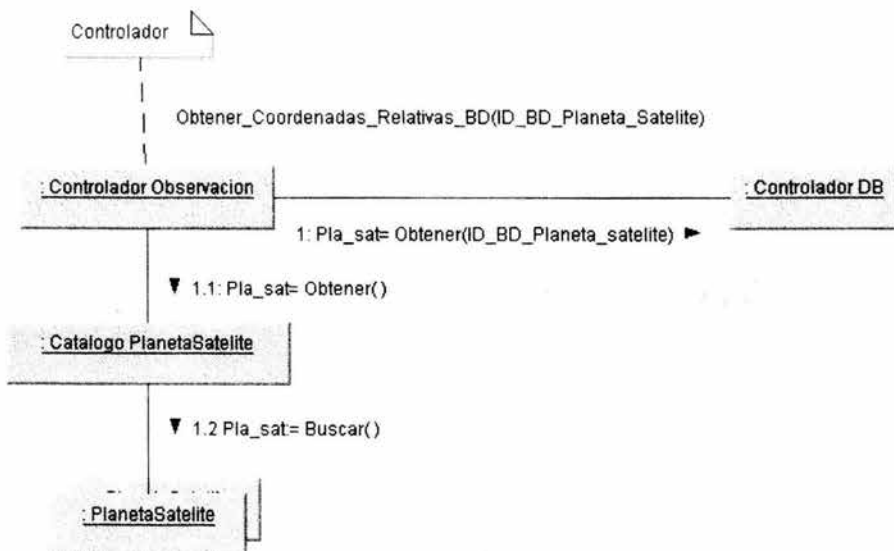 Controlador
Obtener_Coordenadas_Relativas_BD(ID_BD_Planeta_Satelite)
: Controlador Observacion
: Controlador DB
1: Pla_sat= Obtener(ID_BD_Planeta_satelite)
1.1: Pla_sat= Obtener()
: Catalogo PlanetaSatelite
1.2 Pla_sat:= Buscar()
: PlanetaSatelite